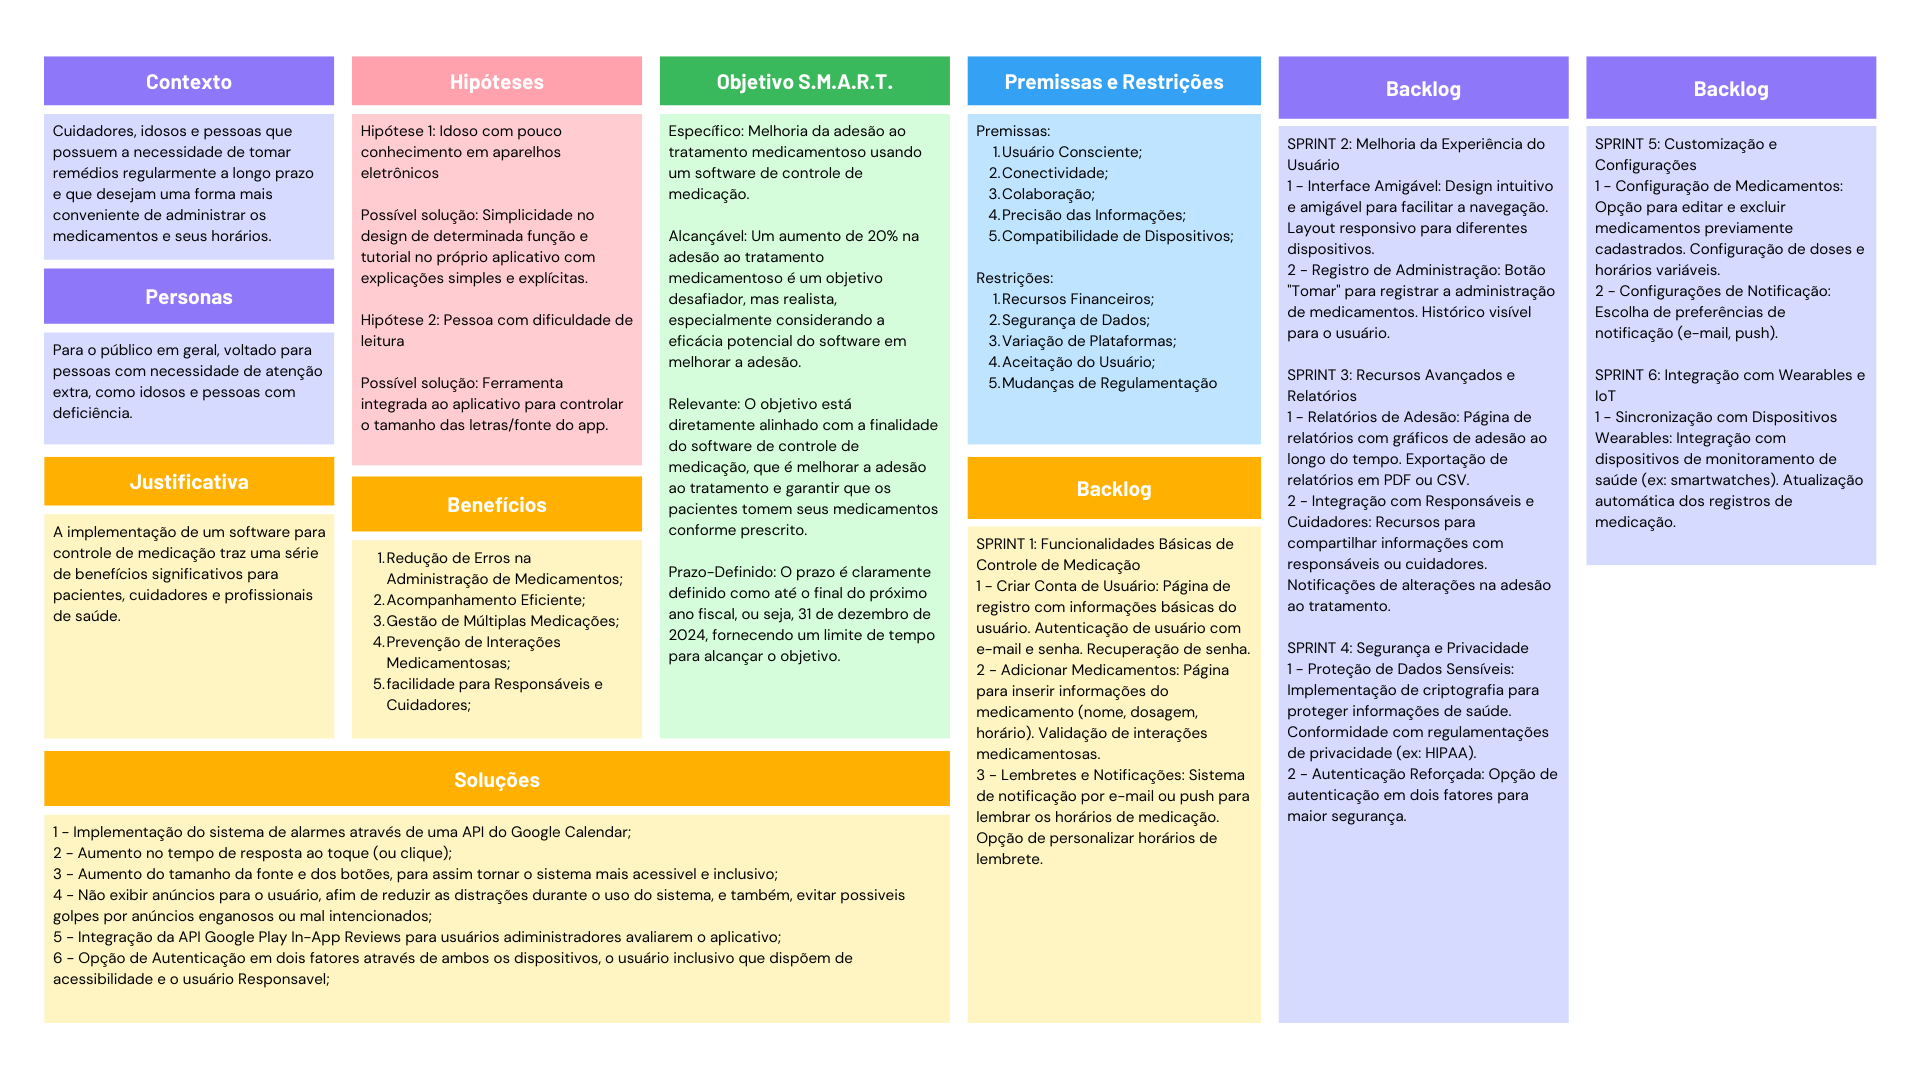 Contexto
Cuidadores, idosos e pessoas que
possuem a necessidade de tomar
remédios regularmente a longo prazo
e que desejam uma forma mais
conveniente de administrar os
medicamentos e seus horários.
Personas
Para o público em geral, voltado para
pessoas com necessidade de atenção
extra, como idosos e pessoas com
deficiência.
Justificativa
A implementação de um software para
controle de medicação traz uma série
de benefícios significativos para
pacientes, cuidadores e profissionais
de saúde.
Hipóteses
Hipótese 1: Idoso com pouco
conhecimento em aparelhos
eletrônicos
Possível solução: Simplicidade no
design de determinada função e
tutorial no próprio aplicativo com
explicações simples e explícitas.
Hipótese 2: Pessoa com dificuldade de
leitura
Possível solução: Ferramenta
integrada ao aplicativo para controlar
o tamanho das letras/fonte do app.
Benefícios
1.Redução de Erros na
Administração de Medicamentos;
2.Acompanhamento Eficiente;
3.Gestão de Múltiplas Medicações;
4.Prevenção de Interações
Medicamentosas;
5.facilidade para Responsáveis e
Cuidadores;
Objetivo S.M.A.R.T.
Específico: Melhoria da adesão ao
tratamento medicamentoso usando
um software de controle de
medicação.
Alcançável: Um aumento de 20% na
adesão ao tratamento
medicamentoso é um objetivo
desafiador, mas realista,
especialmente considerando a
eficácia potencial do software em
melhorar a adesão.
Relevante: O objetivo está
diretamente alinhado com a finalidade
do software de controle de
medicação, que é melhorar a adesão
ao tratamento e garantir que os
pacientes tomem seus medicamentos
conforme prescrito.
Prazo-Definido: O prazo é claramente
definido como até o final do próximo
ano fiscal, ou seja, 31 de dezembro de
2024, fornecendo um limite de tempo
para alcançar o objetivo.
Soluções
1 - Implementação do sistema de alarmes através de uma API do Google Calendar;
2 - Aumento no tempo de resposta ao toque (ou clique);
3 - Aumento do tamanho da fonte e dos botões, para assim tornar o sistema mais acessivel e inclusivo;
4 - Não exibir anúncios para o usuário, afim de reduzir as distrações durante o uso do sistema, e também, evitar possiveis
golpes por anúncios enganosos ou mal intencionados;
5 - Integração da API Google Play In-App Reviews para usuários adiministradores avaliarem o aplicativo;
6 - Opção de Autenticação em dois fatores através de ambos os dispositivos, o usuário inclusivo que dispõem de
acessibilidade e o usuário Responsavel;
Premissas e Restrições
Premissas:
1.Usuário Consciente;
2.Conectividade;
3.Colaboração;
4.Precisão das Informações;
5.Compatibilidade de Dispositivos;
Restrições:
1.Recursos Financeiros;
2.Segurança de Dados;
3.Variação de Plataformas;
4.Aceitação do Usuário;
5.Mudanças de Regulamentação
Backlog
SPRINT 1: Funcionalidades Básicas de
Controle de Medicação
1 - Criar Conta de Usuário: Página de
registro com informações básicas do
usuário. Autenticação de usuário com
e-mail e senha. Recuperação de senha.
2 - Adicionar Medicamentos: Página
para inserir informações do
medicamento (nome, dosagem,
horário). Validação de interações
medicamentosas.
3 - Lembretes e Notificações: Sistema
de notificação por e-mail ou push para
lembrar os horários de medicação.
Opção de personalizar horários de
lembrete.
Backlog
SPRINT 2: Melhoria da Experiência do
Usuário
1 - Interface Amigável: Design intuitivo
e amigável para facilitar a navegação.
Layout responsivo para diferentes
dispositivos.
2 - Registro de Administração: Botão
"Tomar" para registrar a administração
de medicamentos. Histórico visível
para o usuário.
SPRINT 3: Recursos Avançados e
Relatórios
1 - Relatórios de Adesão: Página de
relatórios com gráficos de adesão ao
longo do tempo. Exportação de
relatórios em PDF ou CSV.
2 - Integração com Responsáveis e
Cuidadores: Recursos para
compartilhar informações com
responsáveis ou cuidadores.
Notificações de alterações na adesão
ao tratamento.
SPRINT 4: Segurança e Privacidade
1 - Proteção de Dados Sensíveis:
Implementação de criptografia para
proteger informações de saúde.
Conformidade com regulamentações
de privacidade (ex: HIPAA).
2 - Autenticação Reforçada: Opção de
autenticação em dois fatores para
maior segurança.
Backlog
SPRINT 5: Customização e
Configurações
1 - Configuração de Medicamentos:
Opção para editar e excluir
medicamentos previamente
cadastrados. Configuração de doses e
horários variáveis.
2 - Configurações de Notificação:
Escolha de preferências de
notificação (e-mail, push).
SPRINT 6: Integração com Wearables e
IoT
1 - Sincronização com Dispositivos
Wearables: Integração com
dispositivos de monitoramento de
saúde (ex: smartwatches). Atualização
automática dos registros de
medicação.